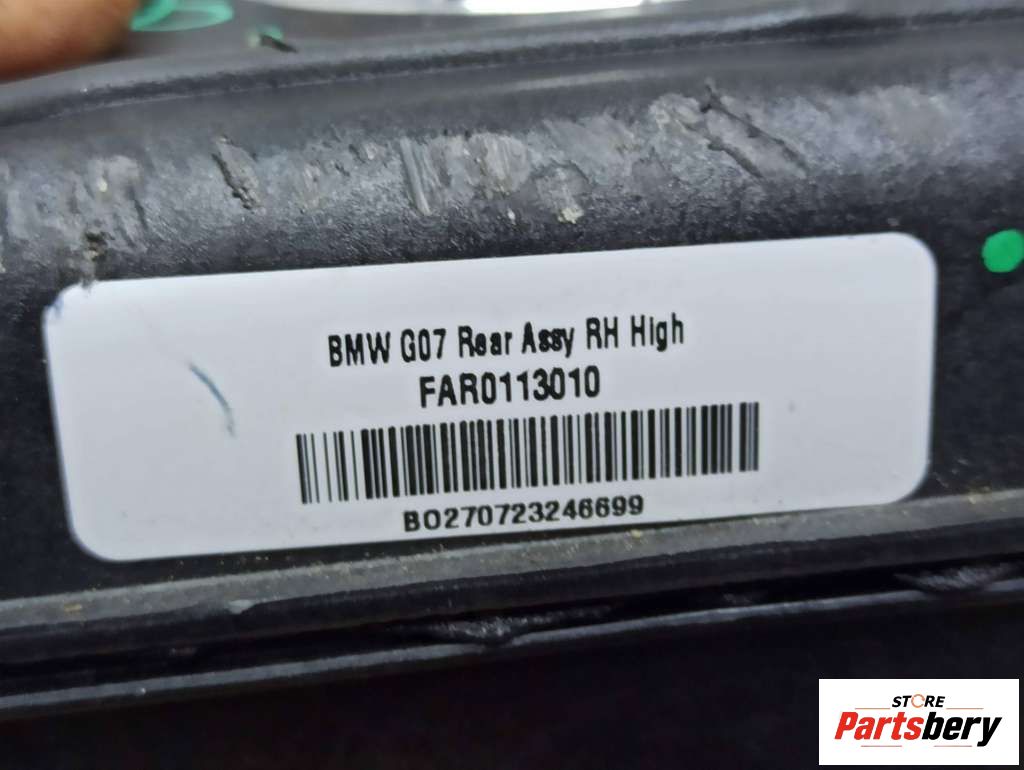 BMW G07 Rear Assy RH High
FAR0113010
BO270723246699
STORE
Partsbery